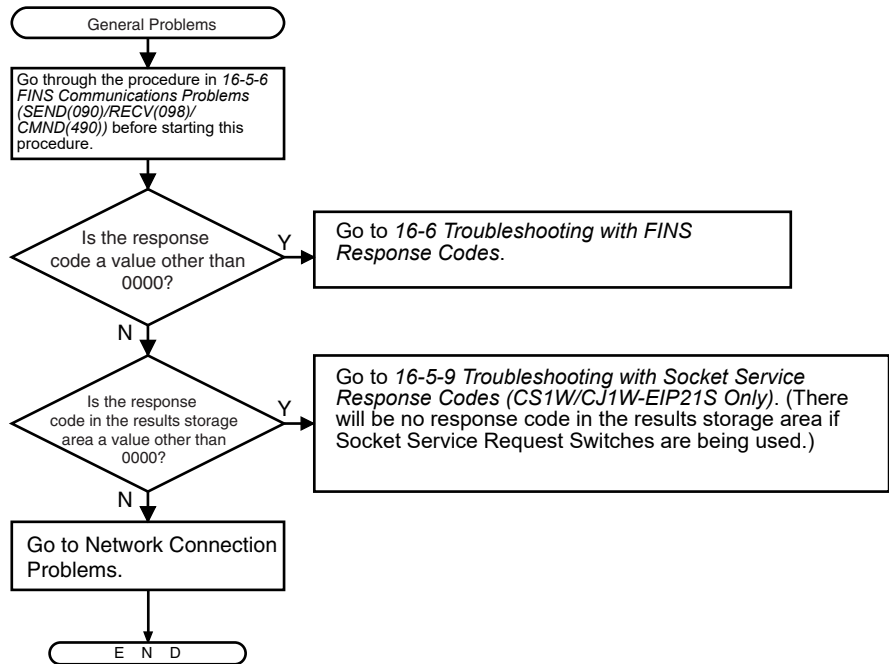 General Problems
Go through the procedure in 16-5-6
FINS Communications Problems
(SEND(090)/RECV(098)/
CMND(490)) before starting this
procedure.
Is the response
code a value other than
0000?
Y
Go to 16-6 Troubleshooting with FINS
Response Codes.
N
Is the response
code in the results storage
area a value other than
0000?
Y
Go to 16-5-9 Troubleshooting with Socket Service
Response Codes (CS1W/CJ1W-EIP21S Only). (There
will be no response code in the results storage area if
Socket Service Request Switches are being used.)
N
Go to Network Connection
Problems.
E N D